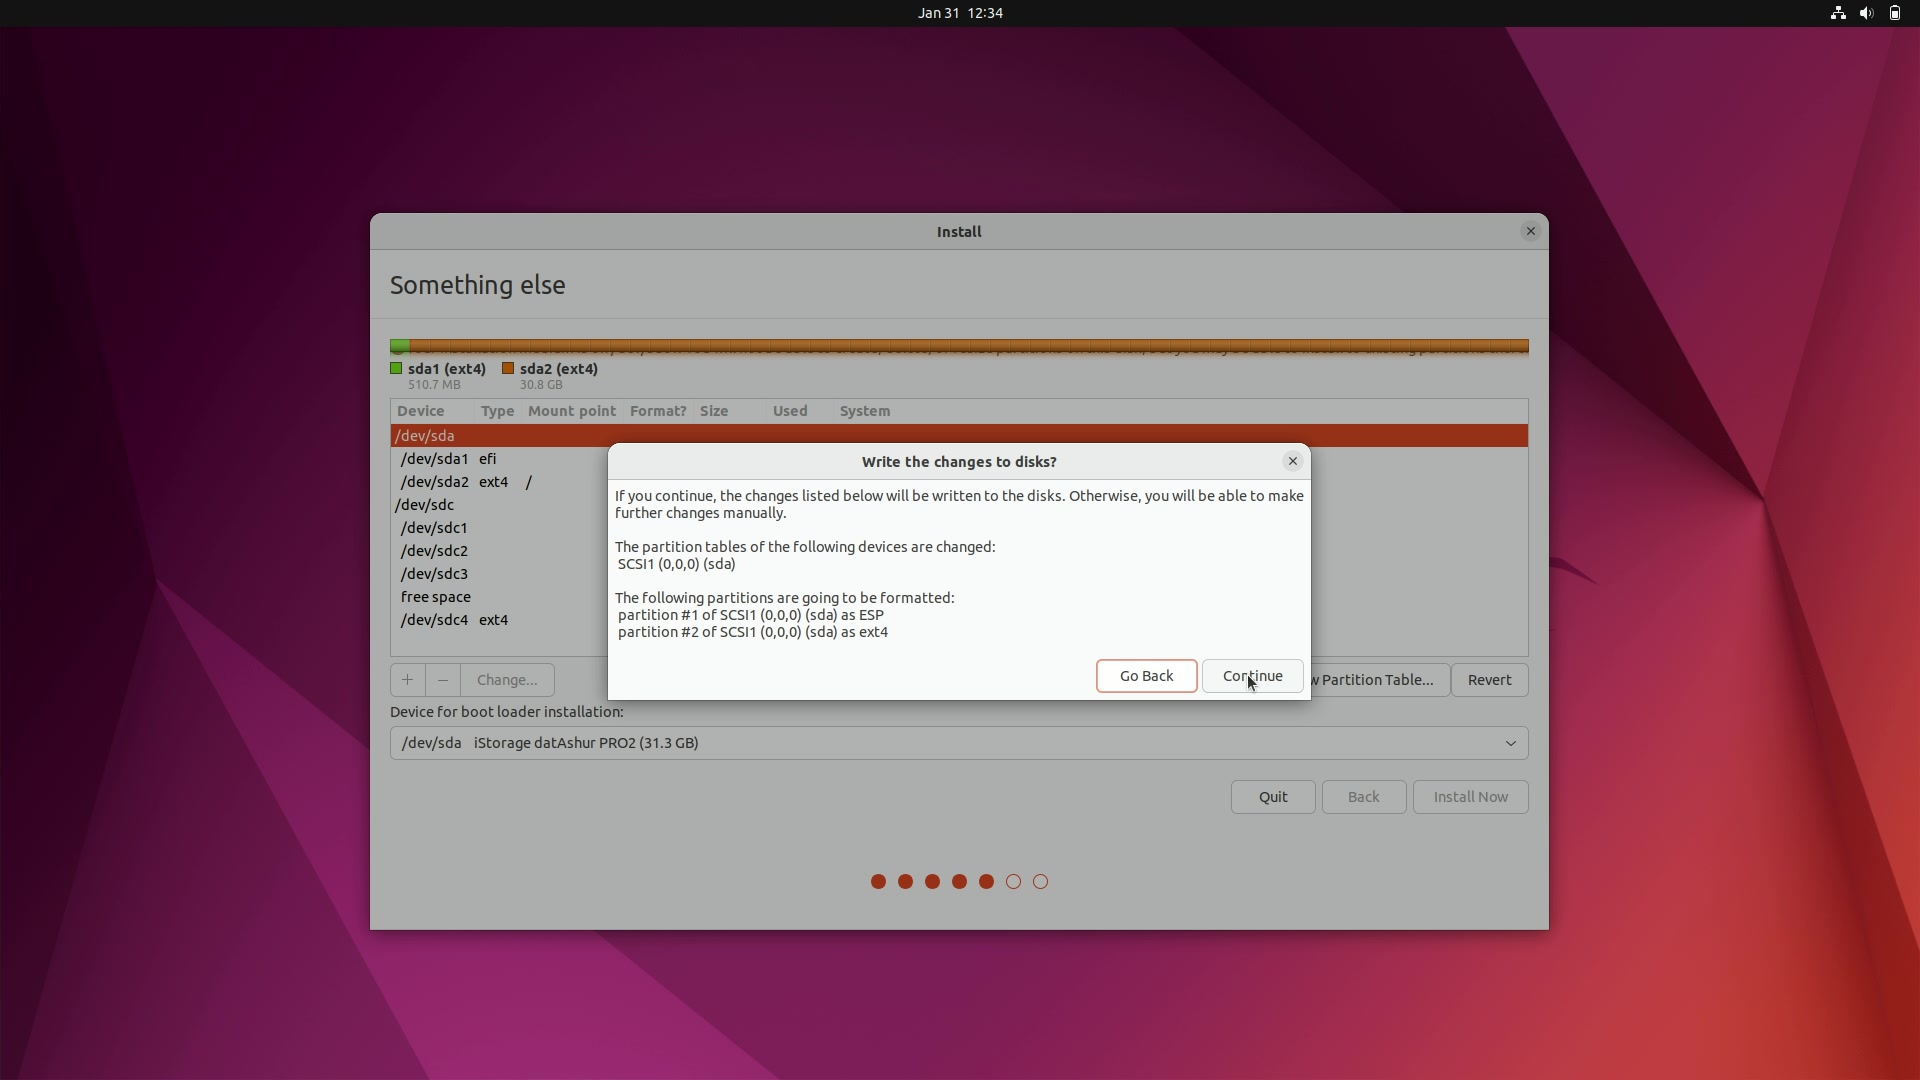 Jan 31 12:34
Install
Something else
sda1 (ext4) sda2 (ext4)
510.7 MB 30.8 GB
Device Type Mount point Format? Size Used System
/dev/sda
/dev/sda1 efi
/dev/sda2 ext4 /
/dev/sdc
/dev/sdc1
/dev/sdc2
/dev/sdc3
free space
/dev/sdc4 ext4
Write the changes to disks?
If you continue, the changes listed below will be written to the disks. Otherwise, you will be able to make
further changes manually.
The partition tables of the following devices are changed:
SCSI1 (0,0,0) (sda)
The following partitions are going to be formatted:
partition #1 of SCSI1 (0,0,0) (sda) as ESP
partition #2 of SCSI1 (0,0,0) (sda) as ext4
Go Back Continue
+ − Change... Partition Table... Revert
Device for boot loader installation:
/dev/sda iStorage datAshur PRO2 (31.3 GB)
Quit Back Install Now